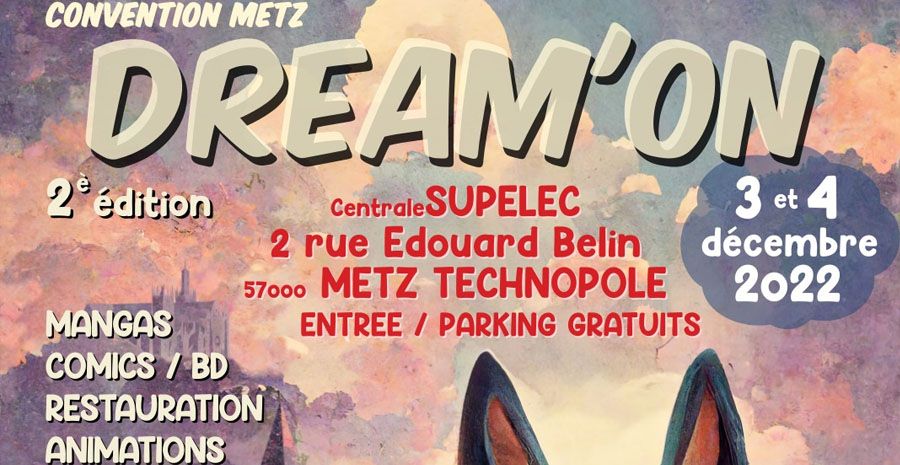 CONVENTION METZ
DREAM'ON
2è édition
CentraleSUPELEC
2 rue Edouard Belin
57000 METZ TECHNOPOLE
ENTREE / PARKING GRATUITS
3 et 4
décembre
2022
MANGAS
COMICS / BD
RESTAURATION
ANIMATIONS